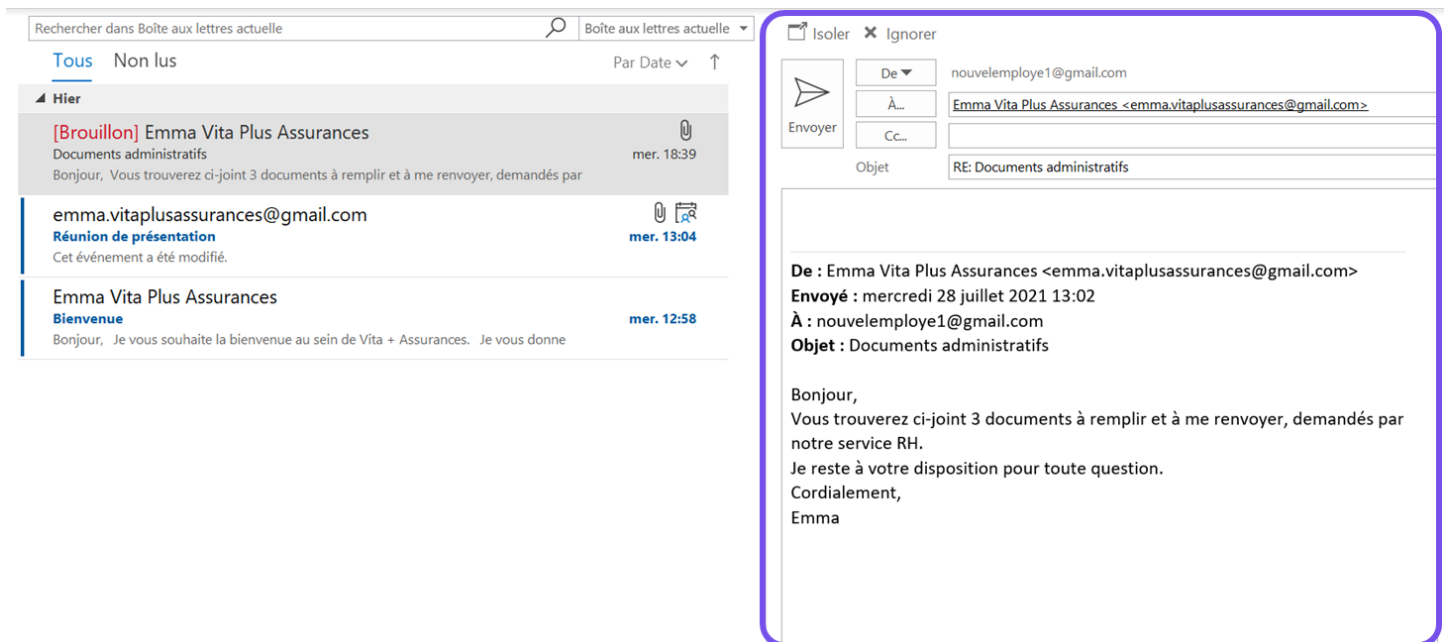 Rechercher dans Boîte aux lettres actuelle
Boîte aux lettres actuelle
Tous Non lus Par Date
Hier
[Brouillon] Emma Vita Plus Assurances
Documents administratifs mer. 18:39
Bonjour, Vous trouverez ci-joint 3 documents à remplir et à me renvoyer, demandés par
emma.vitaplusassurances@gmail.com
Réunion de présentation mer. 13:04
Cet événement a été modifié.
Emma Vita Plus Assurances
Bienvenue mer. 12:58
Bonjour, Je vous souhaite la bienvenue au sein de Vita + Assurances. Je vous donne
Isoler Ignorer
De nouvelemploye1@gmail.com
À... Emma Vita Plus Assurances <emma.vitaplusassurances@gmail.com>
Envoyer
Cc...
Objet RE: Documents administratifs
De : Emma Vita Plus Assurances <emma.vitaplusassurances@gmail.com>
Envoyé : mercredi 28 juillet 2021 13:02
À : nouvelemploye1@gmail.com
Objet : Documents administratifs
Bonjour,
Vous trouverez ci-joint 3 documents à remplir et à me renvoyer, demandés par
notre service RH.
Je reste à votre disposition pour toute question.
Cordialement,
Emma